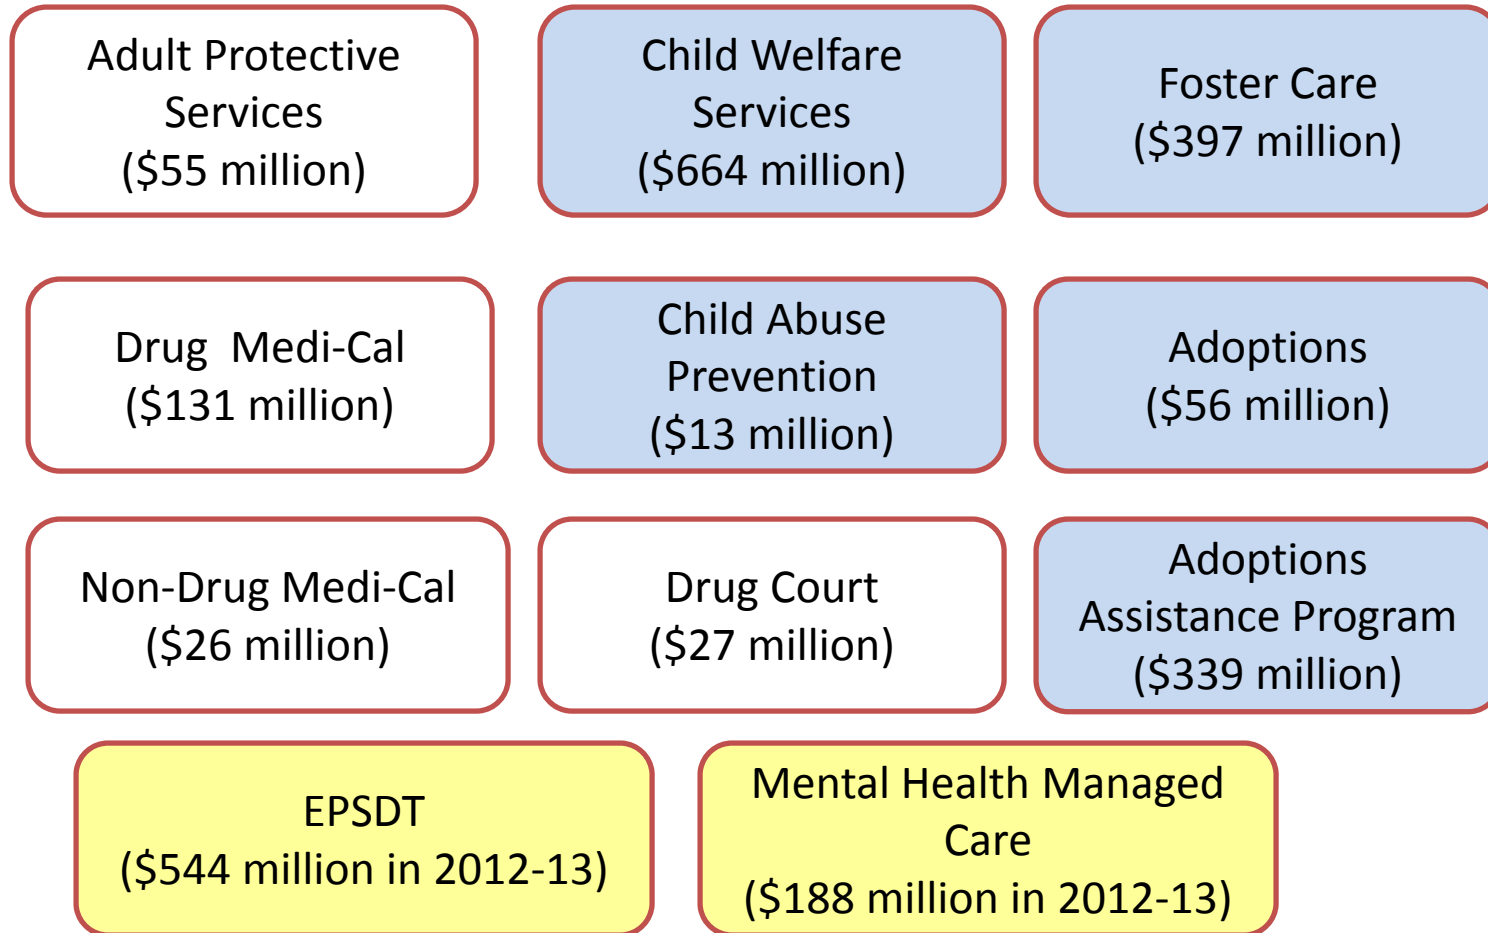 Adult Protective
Services
($55 million)
Child Welfare
Services
($664 million)
Foster Care
($397 million)
Drug  Medi-Cal
($131 million)
Child Abuse
Prevention
($13 million)
Adoptions
($56 million)
Non-Drug Medi-Cal
($26 million)
Drug Court
($27 million)
Adoptions
Assistance Program
($339 million)
EPSDT
($544 million in 2012-13)
Mental Health Managed
Care
($188 million in 2012-13)